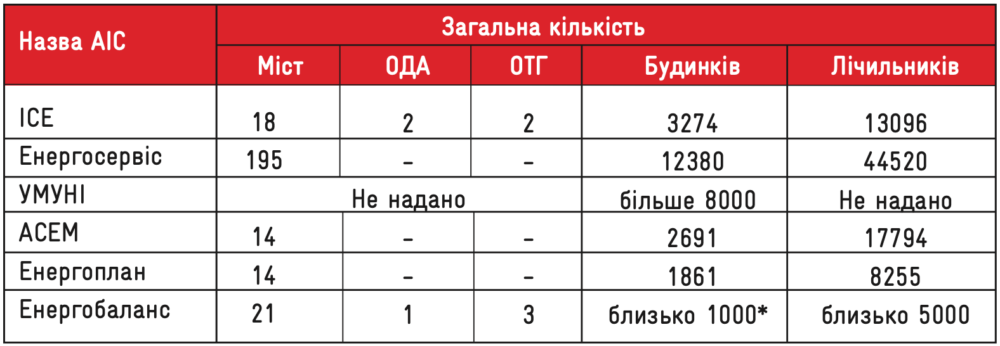 Назва АІС
Загальна кількість
Міст ОДА ОТГ Будинків Лічильників
ІСЕ 18 2 2 3274 13096
Енергосервіс 195 – – 12380 44520
УМУНІ Не надано більше 8000 Не надано
АСЕМ 14 – – 2691 17794
Енергоплан 14 – – 1861 8255
Енергобаланс 21 1 3 близько 1000* близько 5000